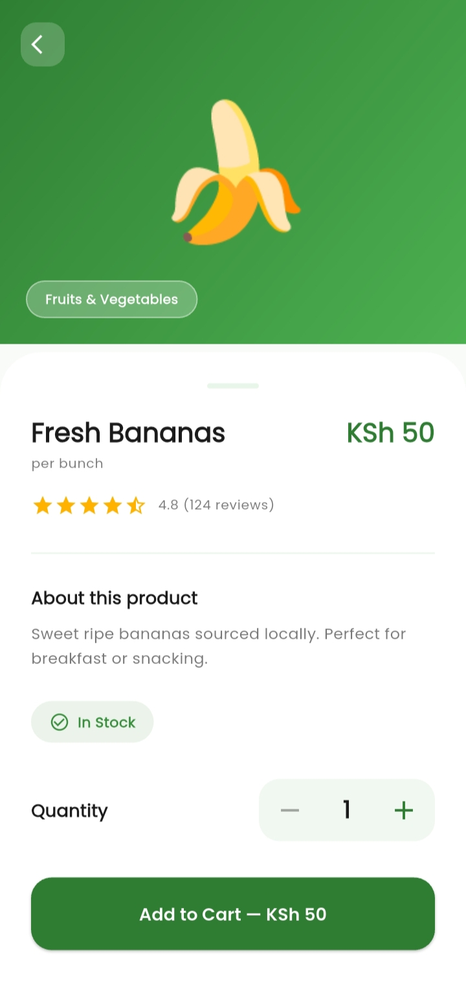 Fruits & Vegetables
Fresh Bananas
KSh 50
per bunch
4.8 (124 reviews)
About this product
Sweet ripe bananas sourced locally. Perfect for
breakfast or snacking.
In Stock
Quantity
1
Add to Cart — KSh 50